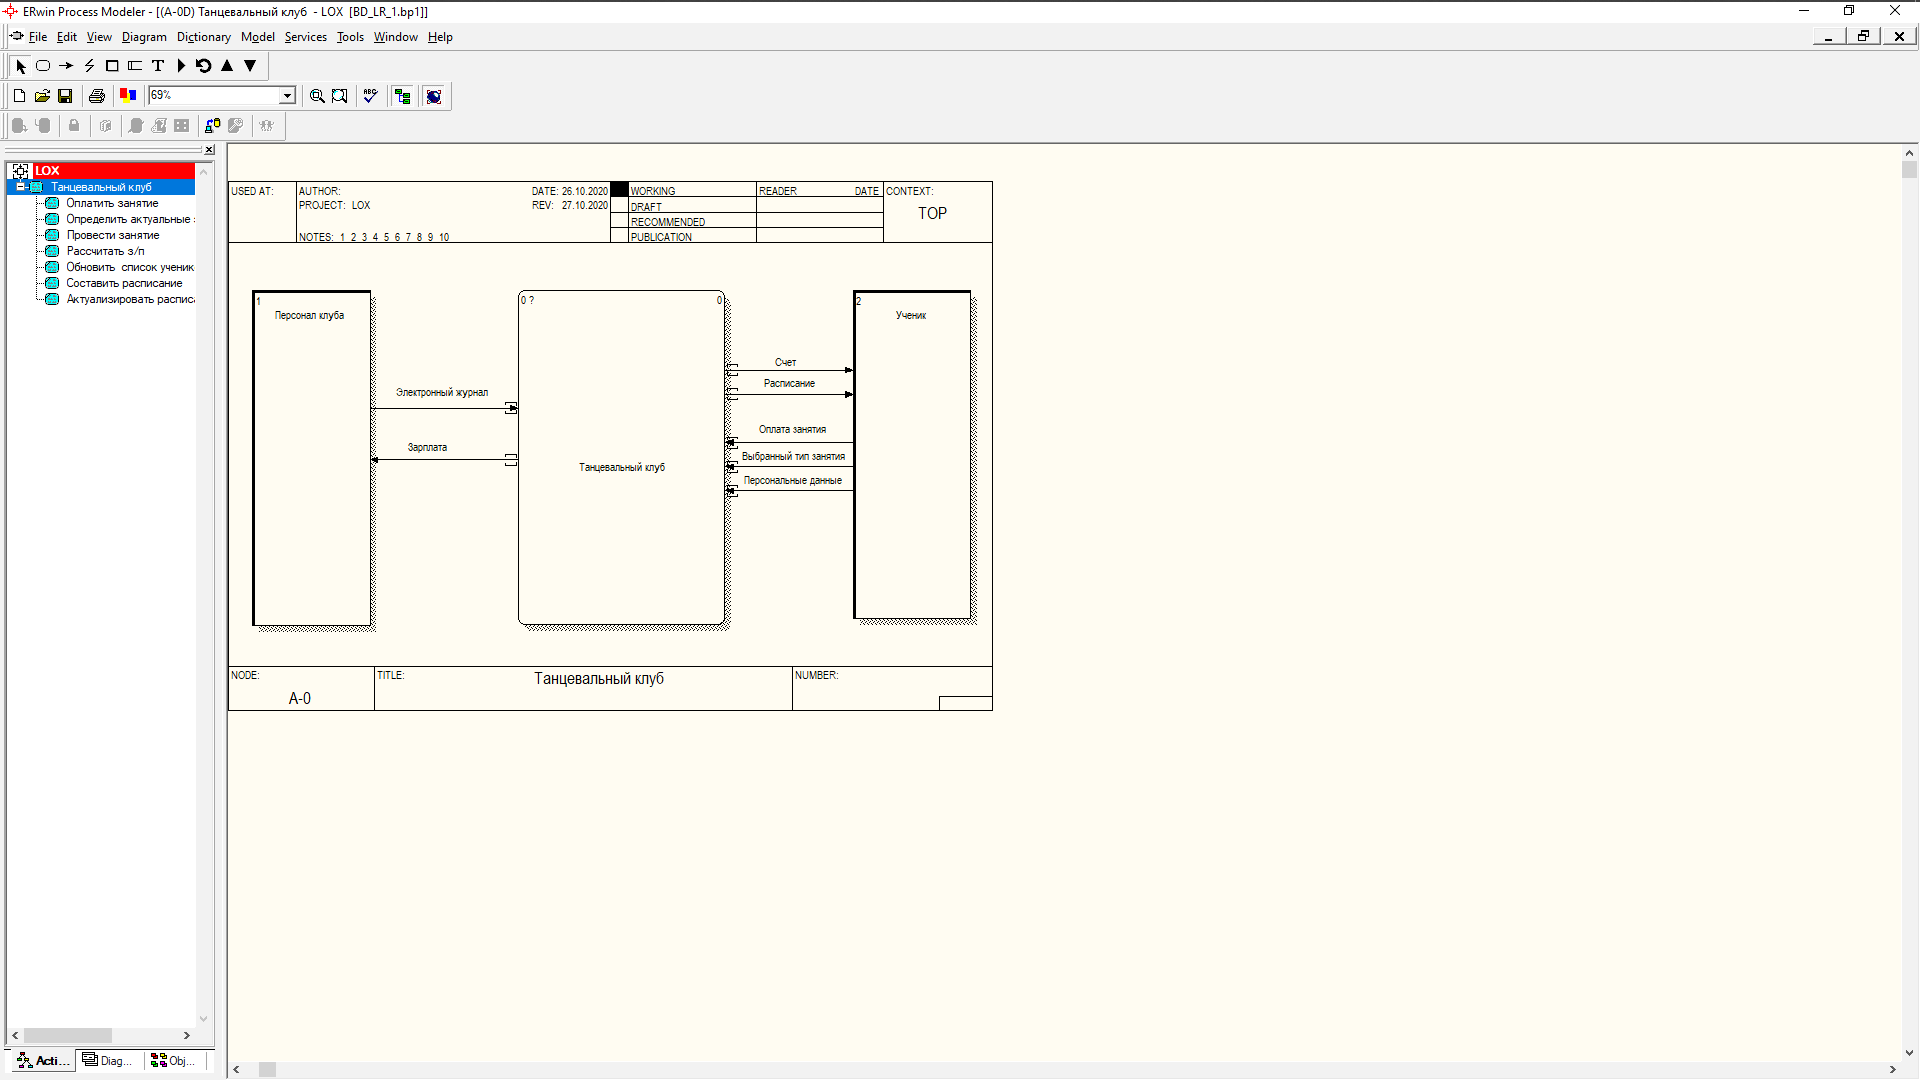 ERwin Process Modeler - [(A-0D) Танцевальный клуб - LOX [BD_LR_1.bp1]]
File Edit View Diagram Dictionary Model Services Tools Window Help
T
69%
ABC
LOX
Танцевальный клуб
Оплатить занятие
Определить актуальные
Провести занятие
Рассчитать з/п
Обновить список ученик
Составить расписание
Актуализировать расписа
Acti... Diag... Obj...
USED AT:
AUTHOR:
PROJECT: LOX
NOTES: 1 2 3 4 5 6 7 8 9 10
DATE: 26.10.2020
REV: 27.10.2020
WORKING
DRAFT
RECOMMENDED
PUBLICATION
READER DATE
CONTEXT:
TOP
1
Персонал клуба
Электронный журнал
Зарплата
0 ? 0
Танцевальный клуб
Счет
Расписание
Оплата занятия
Выбранный тип занятия
Персональные данные
2
Ученик
NODE:
A-0
TITLE:
Танцевальный клуб
NUMBER: